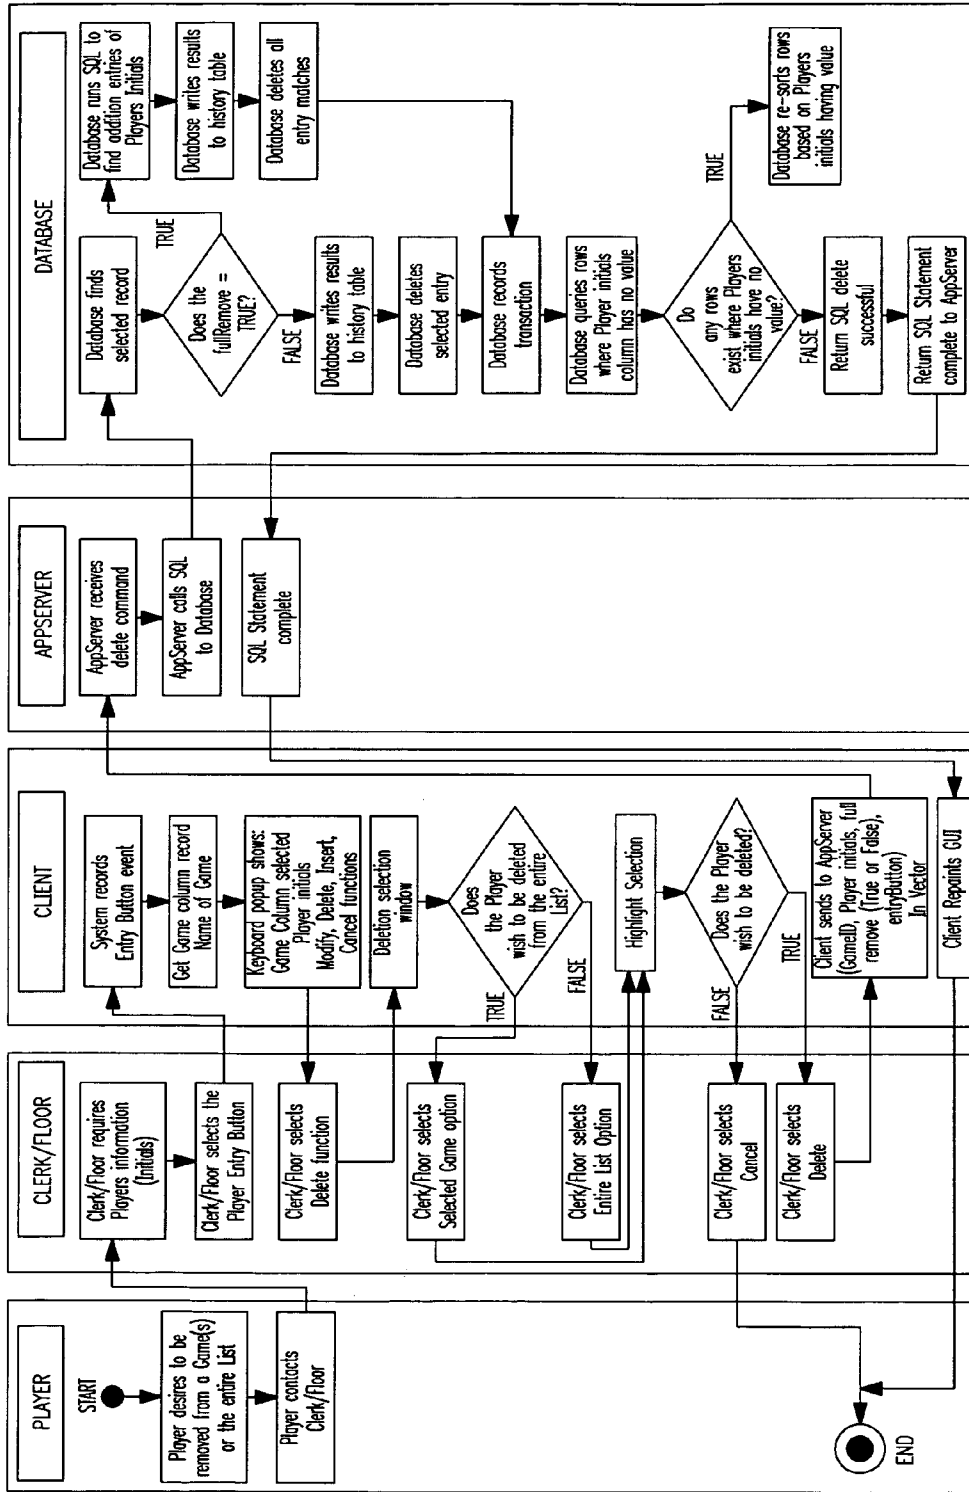 PLAYER
START
Player desires to be
removed from a Game(s)
or the entire List
Player contacts
Clerk/Floor
END
CLERK/FLOOR
Clerk/Floor requires
Players information
(Initials)
Clerk/Floor selects the
Player Entry Button
Clerk/Floor selects
Delete function
Clerk/Floor selects
Selected Game option
Clerk/Floor selects
Entire List Option
Clerk/Floor selects
Cancel
Clerk/Floor selects
Delete
CLIENT
System records
Entry Button event
Get Game column record
Name of Game
Keyboard popup shows:
Game Column selected
Player initials
Modify, Delete, Insert,
Cancel functions
Deletion selection
window
Does
the Player
wish to be deleted
from the entire
List?
TRUE
FALSE
Highlight Selection
Does the Player
wish to be deleted?
FALSE
TRUE
Client sends to AppServer
(GameID, Player initials, full
remove (True or False),
entryButton)
In Vector
Client Repaints GUI
APPSERVER
AppServer receives
delete command
AppServer calls SQL
to Database
SQL Statement
complete
DATABASE
Database finds
selected record
Does the
fullRemove =
TRUE?
TRUE
FALSE
Database runs SQL to
find addition entries of
Players Initials
Database writes results
to history table
Database deletes all
entry matches
Database writes results
to history table
Database deletes
selected entry
Database records
transaction
Database queries rows
where Player initials
column has no value
Do
any rows
exist where Players
initials have no
value?
TRUE
FALSE
Database re-sorts rows
based on Players
initials having value
Return SQL delete
successful
Return SQL Statement
complete to AppServer